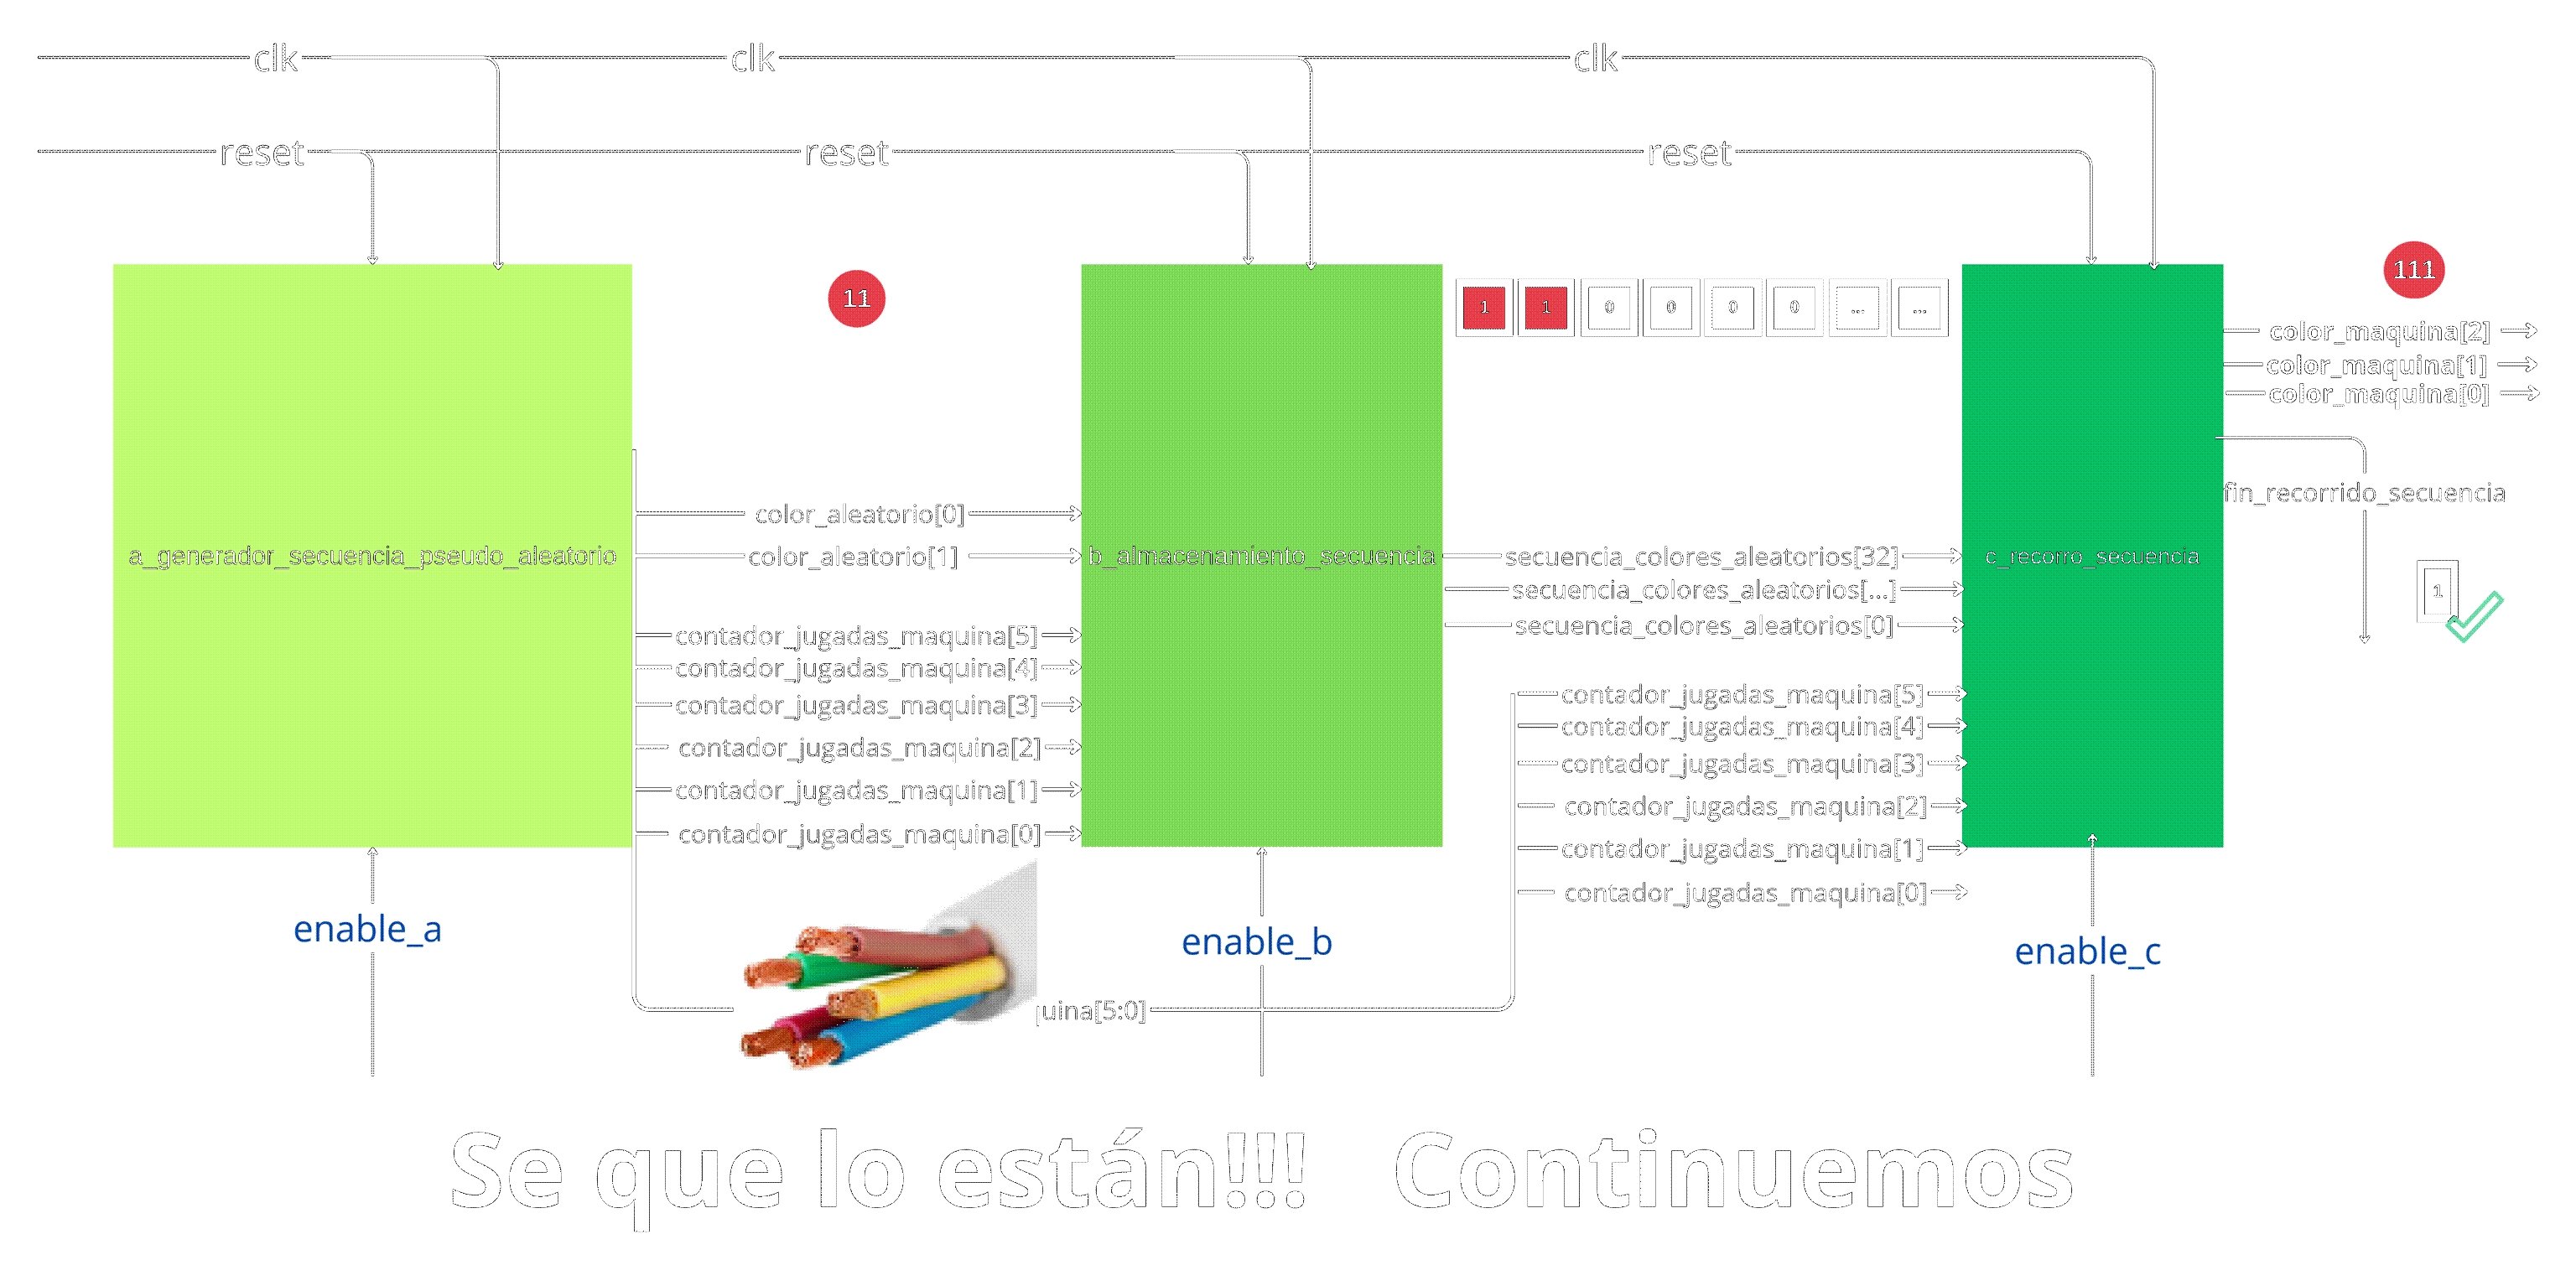 clk clk clk
reset reset reset
11
1 1 0 0 0 0 ... ...
111
color_maquina[2]
color_maquina[1]
color_maquina[0]
fin_recorrido_secuencia
1
a_generador_secuencia_pseudo_aleatorio
color_aleatorio[0]
color_aleatorio[1]
contador_jugadas_maquina[5]
contador_jugadas_maquina[4]
contador_jugadas_maquina[3]
contador_jugadas_maquina[2]
contador_jugadas_maquina[1]
contador_jugadas_maquina[0]
b_almacenamiento_secuencia
secuencia_colores_aleatorios[32]
secuencia_colores_aleatorios[...]
secuencia_colores_aleatorios[0]
contador_jugadas_maquina[5]
contador_jugadas_maquina[4]
contador_jugadas_maquina[3]
contador_jugadas_maquina[2]
contador_jugadas_maquina[1]
contador_jugadas_maquina[0]
c_recorro_secuencia
enable_a
enable_b
enable_c
uina[5:0]
Se que lo están!!! Continuemos